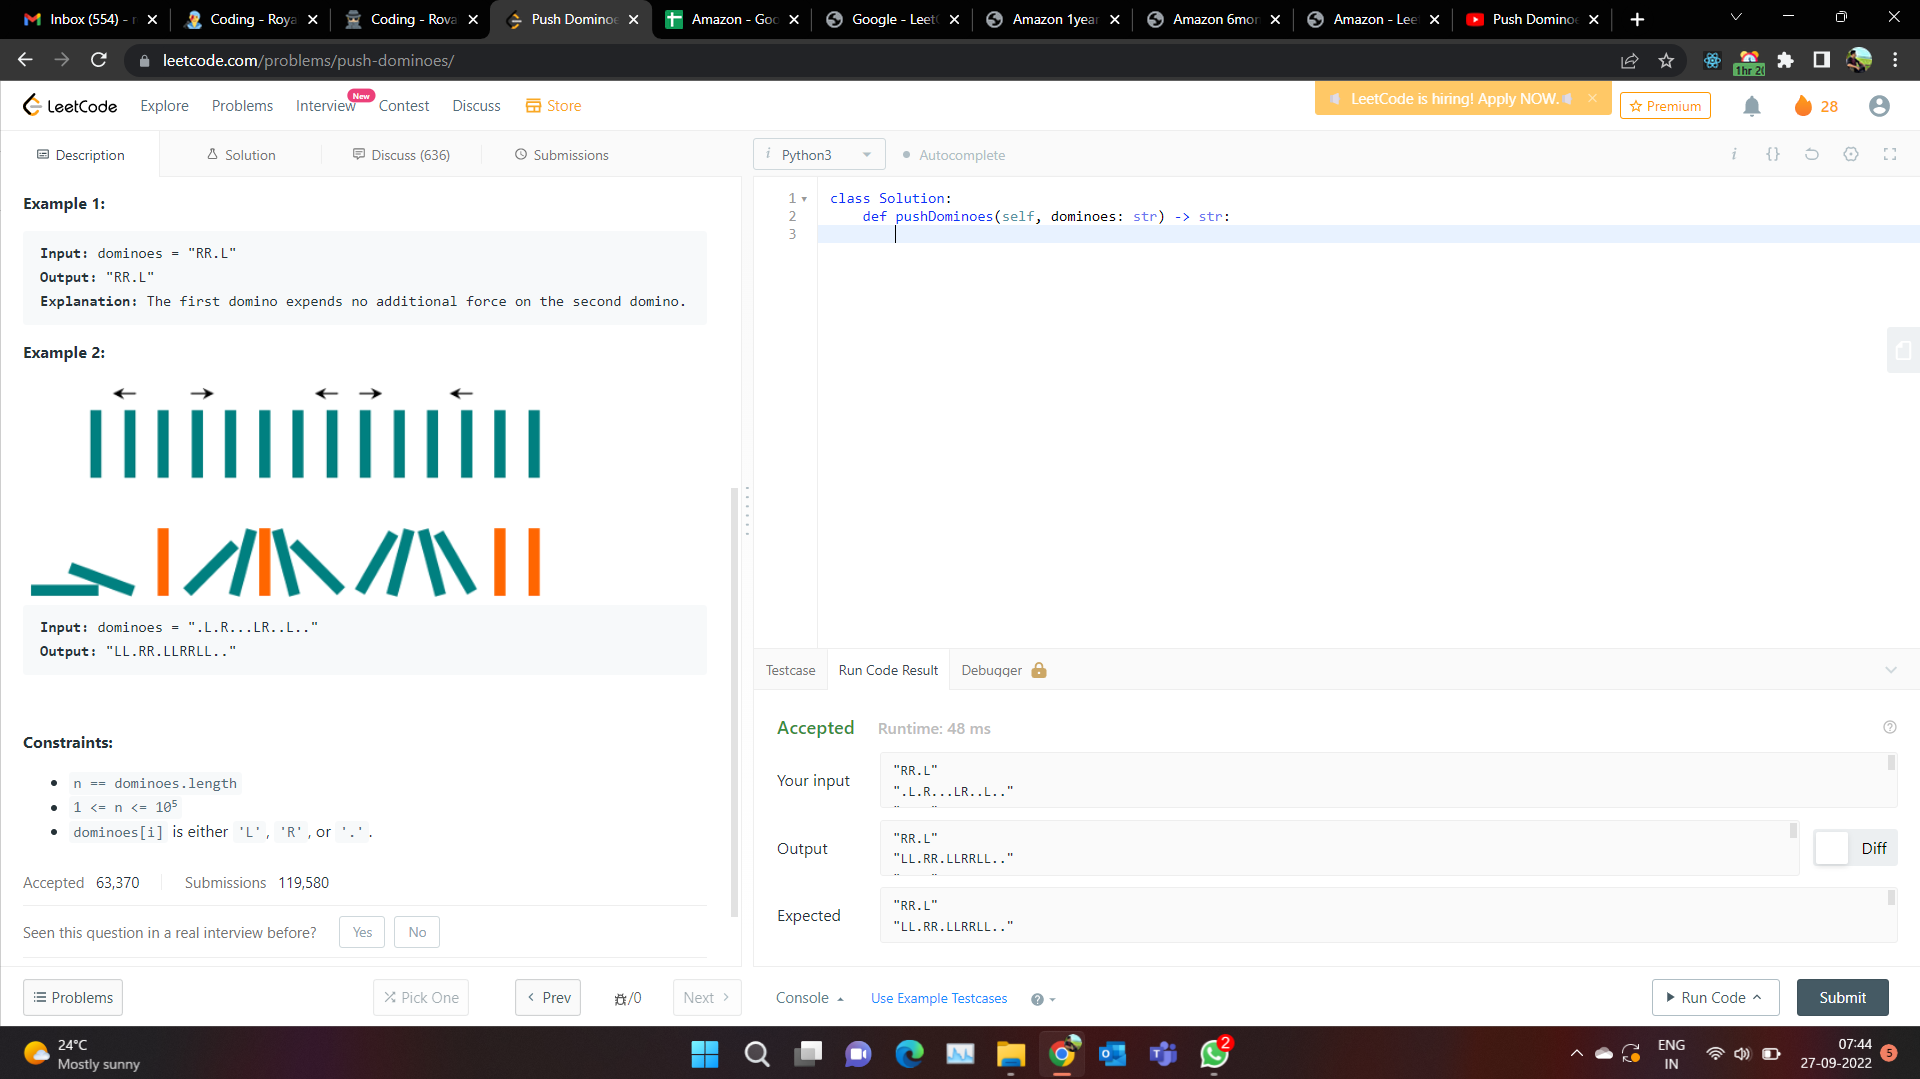 Inbox (554) - r
Coding - Roya
Coding - Rova
Push Domino
Amazon - Goo
Google - Leet
Amazon 1year
Amazon 6mon
Amazon - Lee
Push Domino
leetcode.com/problems/push-dominoes/
1hr 20
LeetCode
Explore
Problems
Interview
New
Contest
Discuss
Store
LeetCode is hiring! Apply NOW.
Premium
28
Description
Solution
Discuss (636)
Submissions
Python3
Autocomplete
Example 1:
Input: dominoes = "RR.L"
Output: "RR.L"
Explanation: The first domino expends no additional force on the second domino.
Example 2:
Input: dominoes = ".L.R...LR..L.."
Output: "LL.RR.LLRRLL.."
Constraints:
n == dominoes.length
1 <= n <= 10⁵
dominoes[i] is either 'L', 'R', or '.'.
Accepted 63,370
Submissions 119,580
Seen this question in a real interview before?
Yes
No
1 class Solution:
2 def pushDominoes(self, dominoes: str) -> str:
3
Testcase
Run Code Result
Debugger
Accepted
Runtime: 48 ms
Your input
"RR.L"
".L.R...LR..L.."
Output
"RR.L"
"LL.RR.LLRRLL.."
Diff
Expected
"RR.L"
"LL.RR.LLRRLL.."
Problems
Pick One
Prev
/0
Next
Console
Use Example Testcases
Run Code
Submit
24°C
Mostly sunny
2
ENG
IN
07:44
27-09-2022
5